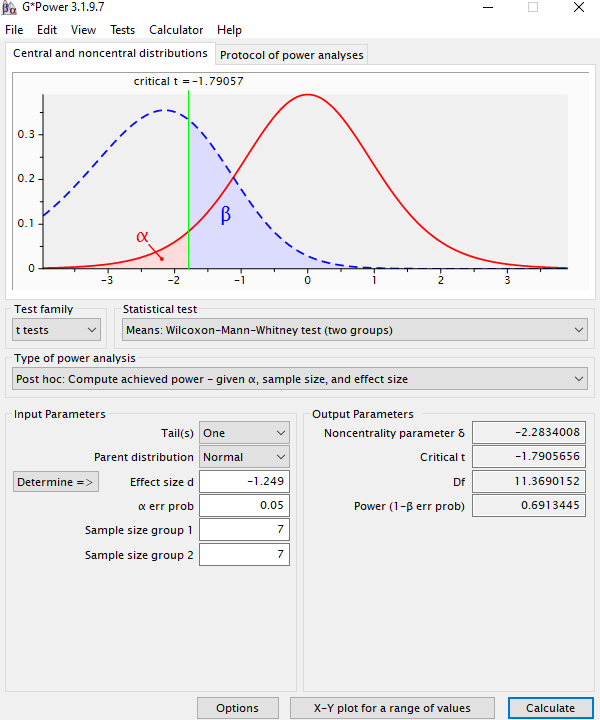 G*Power 3.1.9.7
File Edit View Tests Calculator Help
Central and noncentral distributions Protocol of power analyses
critical t = -1.79057
0.3
0.2
0.1
0
α
β
-3 -2 -1 0 1 2 3
Test family Statistical test
t tests Means: Wilcoxon-Mann-Whitney test (two groups)
Type of power analysis
Post hoc: Compute achieved power - given α, sample size, and effect size
Input Parameters
Tail(s) One
Parent distribution Normal
Determine => Effect size d -1.249
α err prob 0.05
Sample size group 1 7
Sample size group 2 7
Output Parameters
Noncentrality parameter δ -2.2834008
Critical t -1.7905656
Df 11.3690152
Power (1-β err prob) 0.6913445
Options X-Y plot for a range of values Calculate